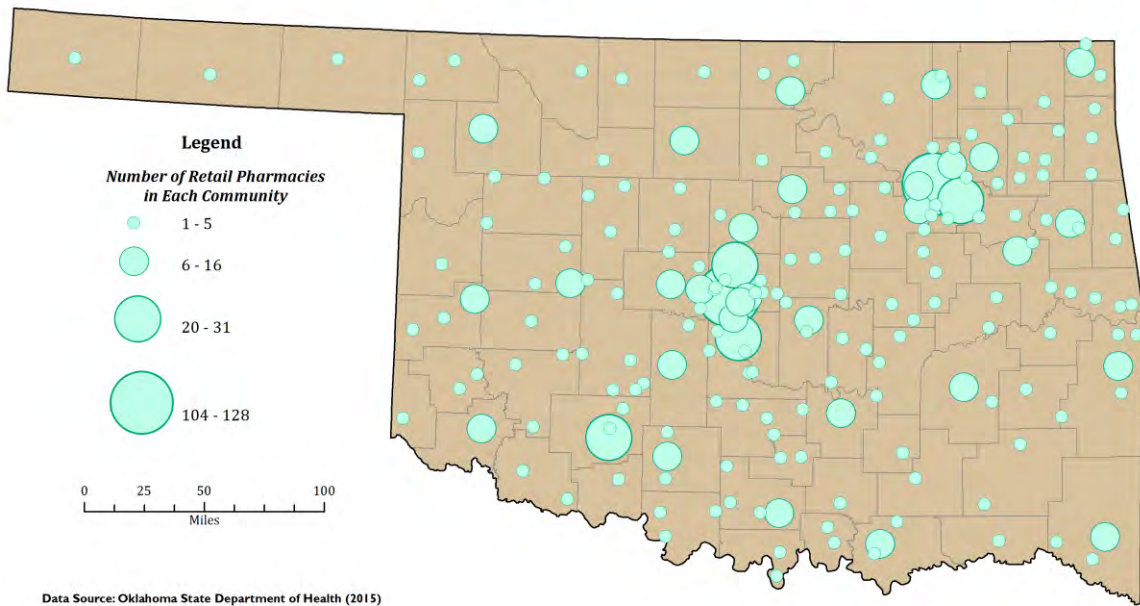 Legend
Number of Retail Pharmacies
in Each Community
1 - 5
6 - 16
20 - 31
104 - 128
0 25 50 100
Miles
Data Source: Oklahoma State Department of Health (2015)